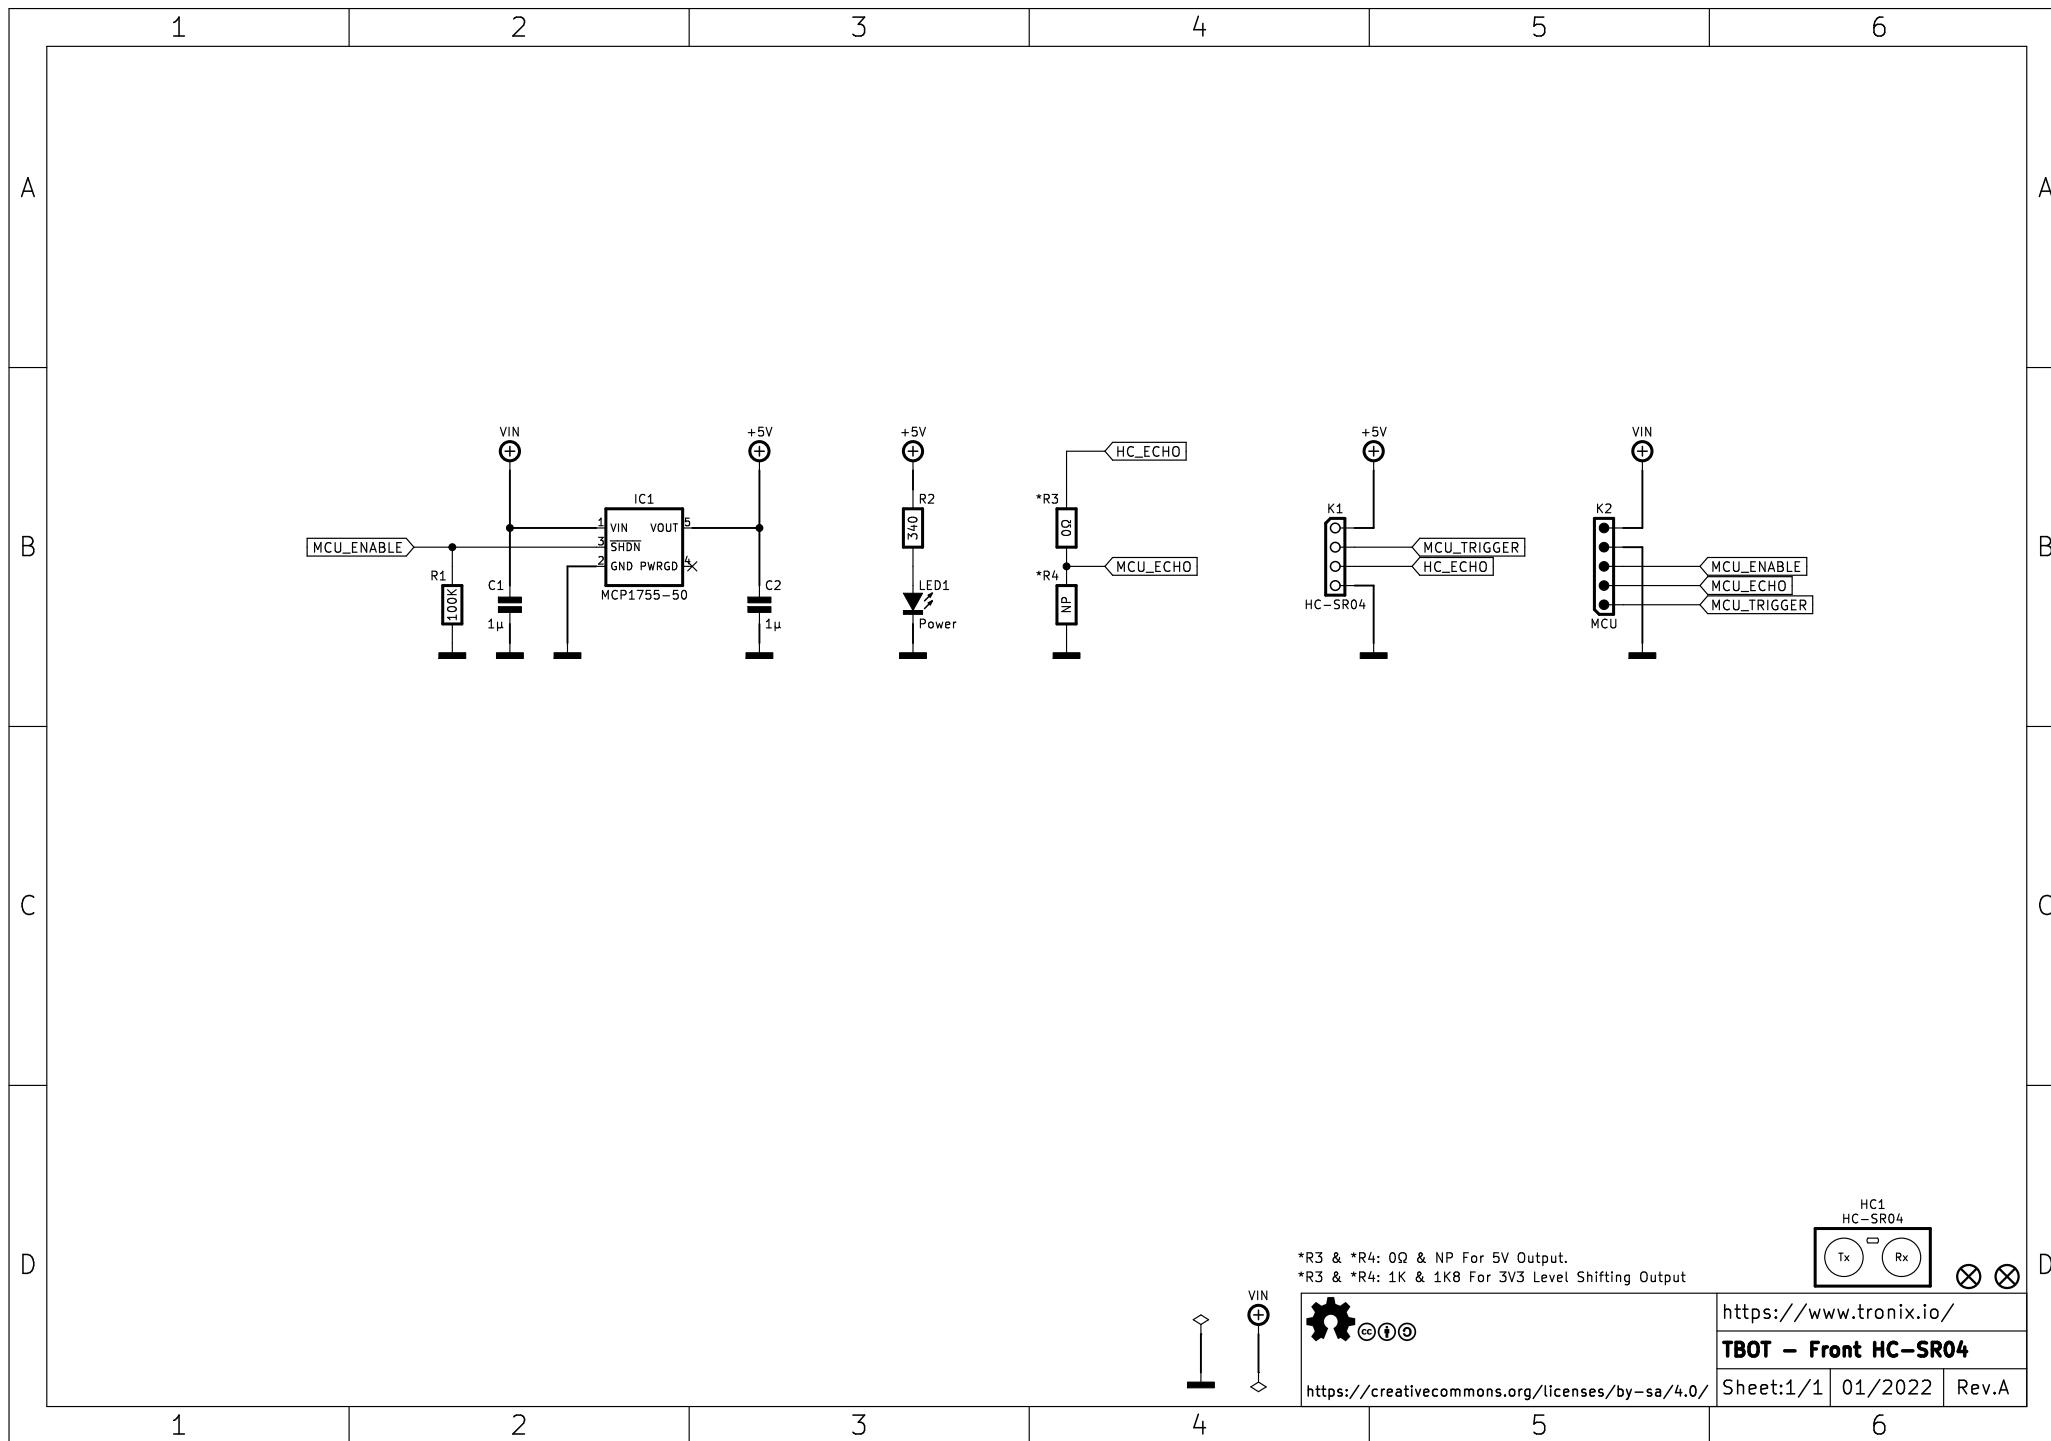 1 2 3 4 5 6
A A
VIN +5V +5V HC_ECHO +5V VIN
IC1
*R3 R2
K1 K2
1 VIN VOUT 5
340
0Ω
MCU_ENABLE
3 SHDN
MCU_TRIGGER
B B
2 GND PWRGD 4
MCU_ECHO
HC_ECHO
MCU_ENABLE
R1
100K
C1
1µ
MCP1755-50
C2
1µ
LED1
Power
*R4
NP
HC-SR04
MCU
MCU_ECHO
MCU_TRIGGER
C C
D D
HC1
HC-SR04
Tx Rx
*R3 & *R4: 0Ω & NP For 5V Output.
*R3 & *R4: 1K & 1K8 For 3V3 Level Shifting Output
VIN
cc
https://creativecommons.org/licenses/by-sa/4.0/
https://www.tronix.io/
TBOT - Front HC-SR04
Sheet:1/1 01/2022 Rev.A
1 2 3 4 5 6